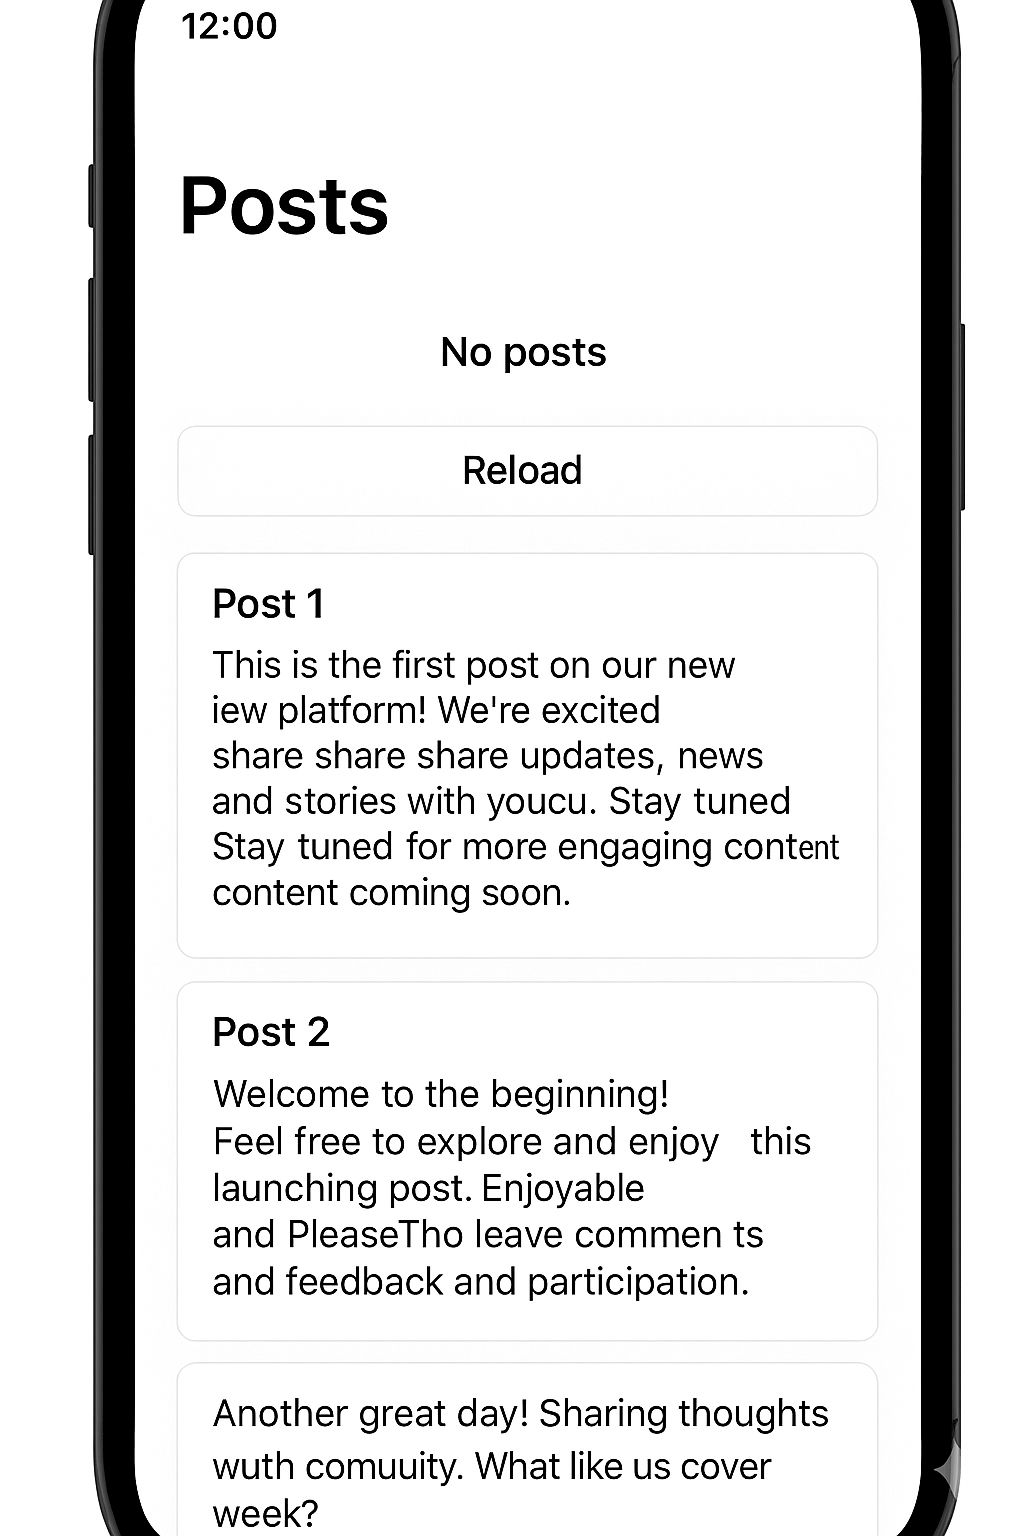 12:00
Posts
No posts
Reload
Post 1
This is the first post on our new
iew platform! We're excited
share share share updates, news
and stories with youcu. Stay tuned
Stay tuned for more engaging content
content coming soon.
Post 2
Welcome to the beginning!
Feel free to explore and enjoy this
launching post. Enjoyable
and PleaseTho leave commen ts
and feedback and participation.
Another great day! Sharing thoughts
wuth comuuity. What like us cover
week?